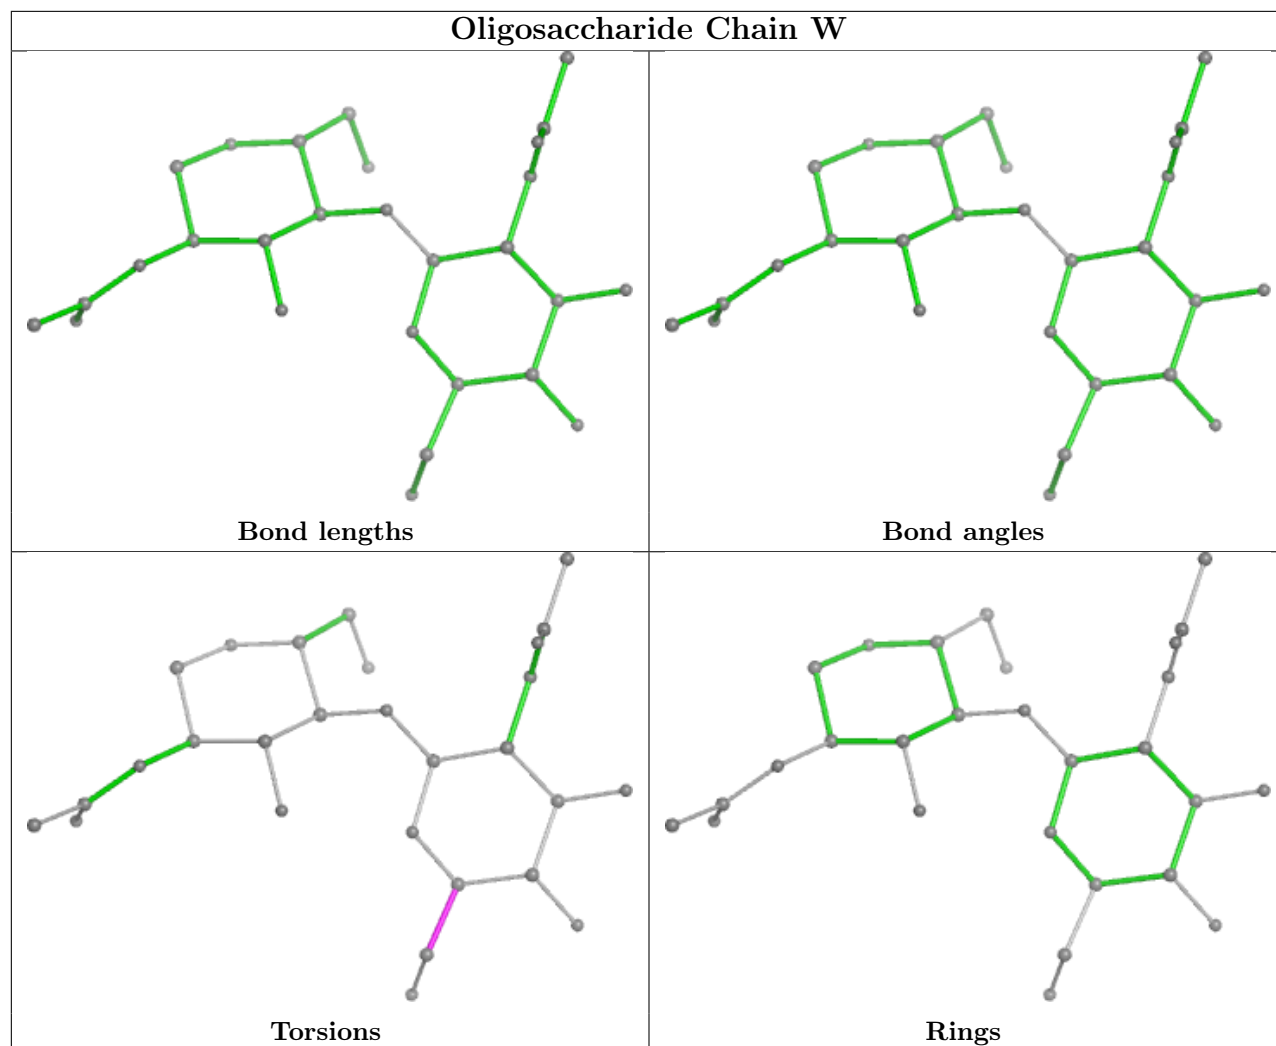 Oligosaccharide Chain W
Bond lengths
Bond angles
Torsions
Rings